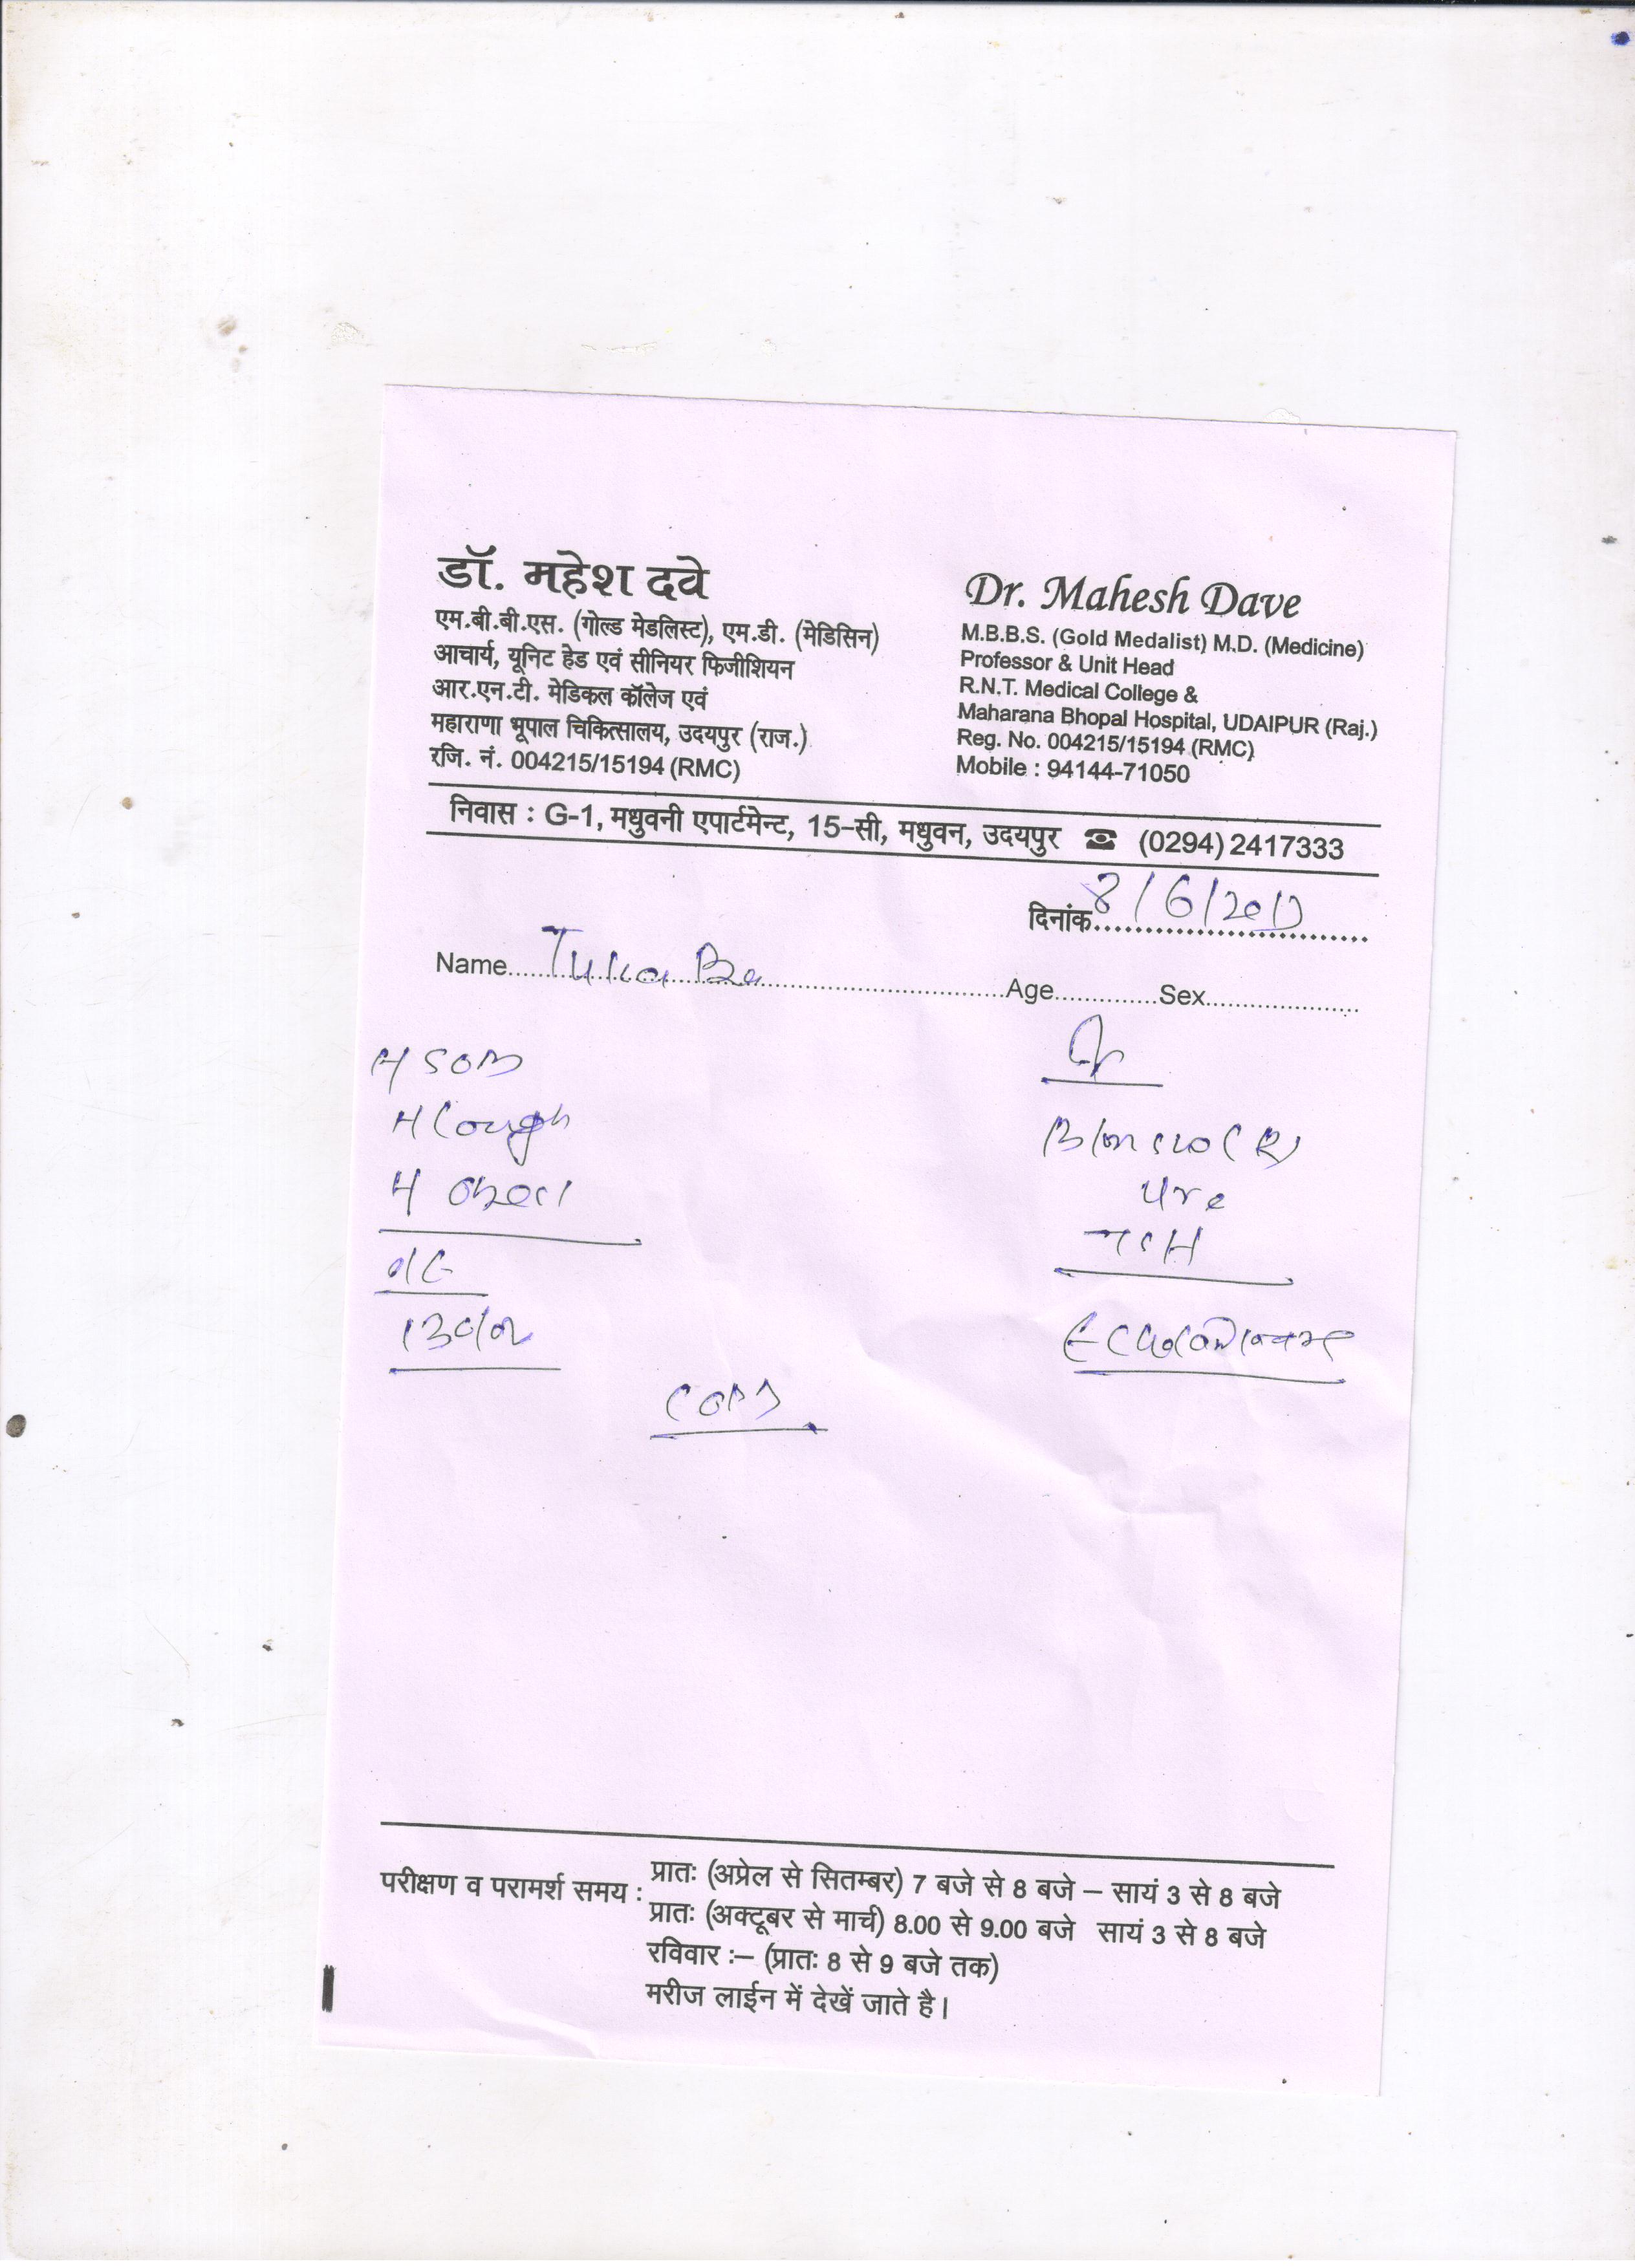 डॉ. महेश दवे
एम.बी.बी.एस. (गोल्ड मेडलिस्ट), एम.डी. (मेडिसिन)
आचार्य, यूनिट हेड एवं सीनियर फिजीशियन
आर.एन.टी. मेडिकल कॉलेज एवं
महाराणा भूपाल चिकित्सालय, उदयपुर (राज.)
रजि. नं. 004215/15194 (RMC)
Dr. Mahesh Dave
M.B.B.S. (Gold Medalist) M.D. (Medicine)
Professor & Unit Head
R.N.T. Medical College &
Maharana Bhopal Hospital, UDAIPUR (Raj.)
Reg. No. 004215/15194 (RMC)
Mobile : 94144-71050
निवास : G-1, मधुवनी एपार्टमेन्ट, 15-सी, मधुवन, उदयपुर ☎ (0294) 2417333
दिनांक 8/6/2017
Name Age Sex
H SOB
H Cough
H
TSH
COPD
परीक्षण व परामर्श समय : प्रातः (अप्रेल से सितम्बर) 7 बजे से 8 बजे – सायं 3 से 8 बजे
प्रातः (अक्टूबर से मार्च) 8.00 से 9.00 बजे सायं 3 से 8 बजे
रविवार :– (प्रातः 8 से 9 बजे तक)
मरीज लाईन में देखें जाते है।